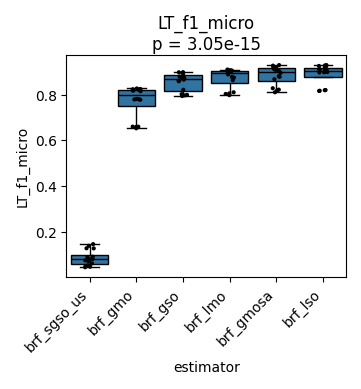 LT_f1_micro
p = 3.05e-15
LT_f1_micro
0.8
0.6
0.4
0.2
brf_sgso_us
brf_gmo
brf_gso
brf_lmo
brf_gmosa
brf_lso
estimator